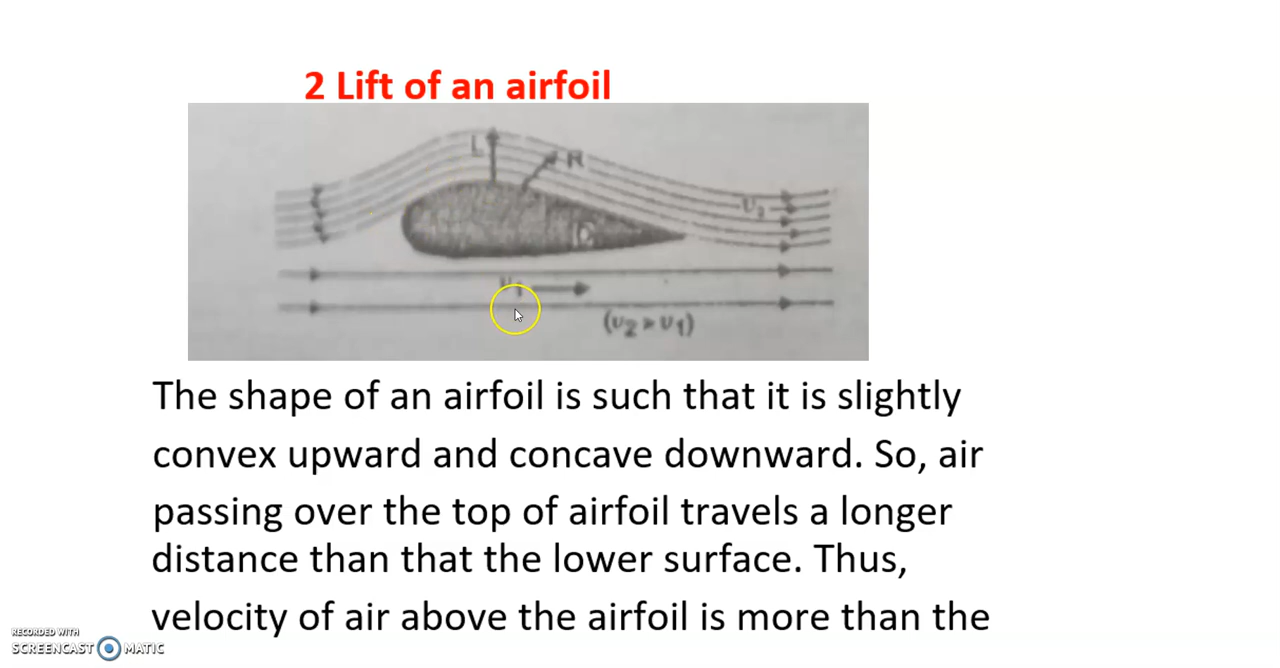 2 Lift of an airfoil
L
R
v₂
v₁
(v₂ > v₁)
The shape of an airfoil is such that it is slightly
convex upward and concave downward. So, air
passing over the top of airfoil travels a longer
distance than that the lower surface. Thus,
velocity of air above the airfoil is more than the
RECORDED WITH
SCREENCAST MATIC